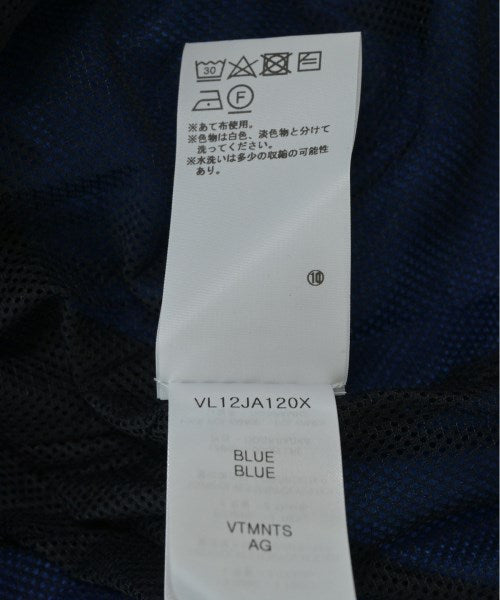 30
F
※あて布使用。
※色物は白色、淡色物と分けて
洗ってください。
※水洗いは多少の収縮の可能性
あり。
⑩
VL12JA120X
BLUE
BLUE
VTMNTS
AG